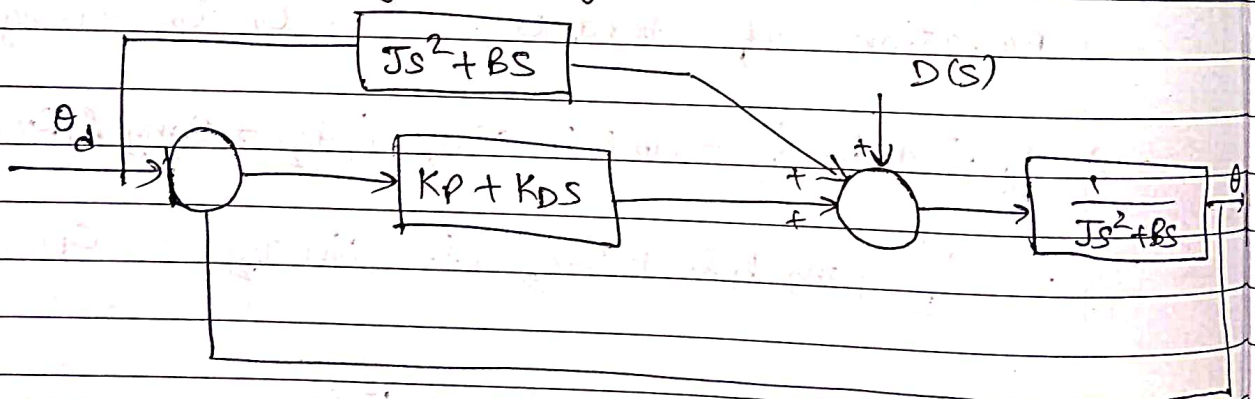 Js² + BS
D(S)
θd
+
+
KP + KDS
+
1
θ
Js²+BS